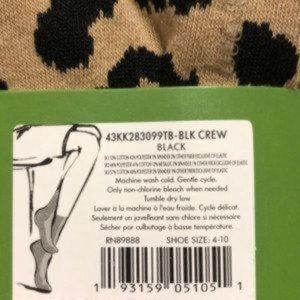 43KK283099TB-BLK CREW
BLACK
Machine wash cold. Gentle cycle.
Only non-chlorine bleach when needed
Tumble dry low
Laver à la machine à l'eau froide. Cycle délicat.
Seulement un javellisant sans chlore si nécessaire
Sécher par culbutage à basse température.
RN89888 SHOE SIZE: 4-10
1 93159 05105 1